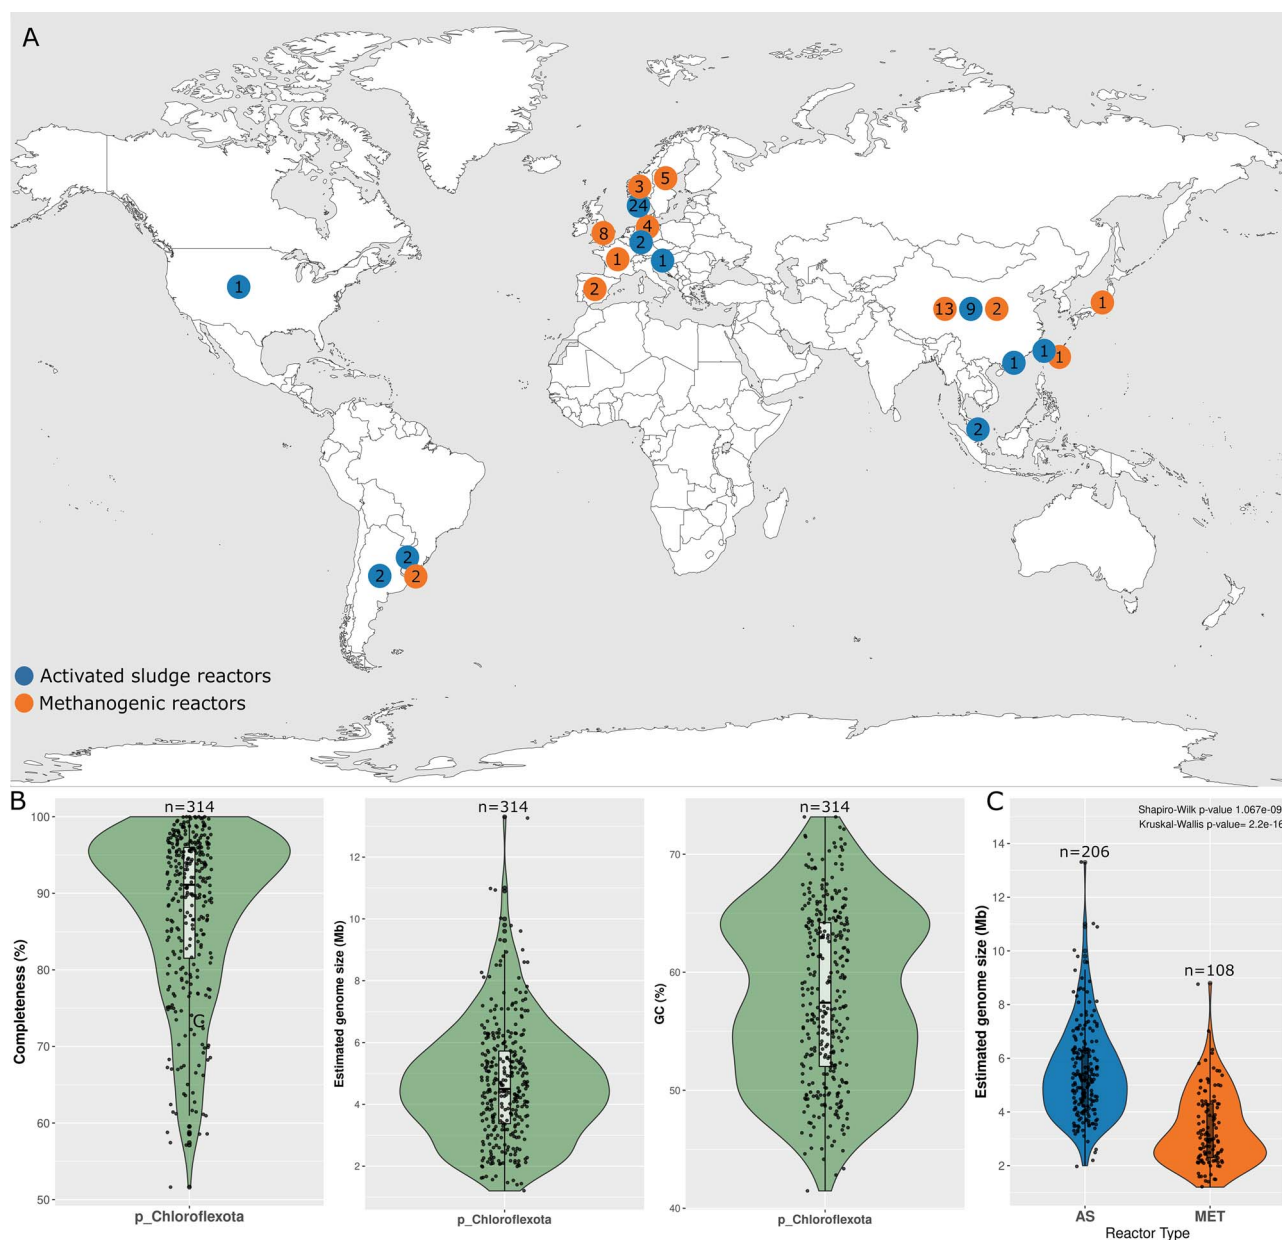 A
5
3
24
4
8
2
1
1
2
1
13
9
2
1
1
1
1
2
2
2
2
Activated sludge reactors
Methanogenic reactors
B
n=314
Completeness (%)
100
90
80
70
60
50
C
p_Chloroflexota
n=314
Estimated genome size (Mb)
12
10
8
6
4
2
p_Chloroflexota
n=314
GC (%)
70
60
50
40
p_Chloroflexota
C
Shapiro-Wilk p-value 1.067e-09
Kruskal-Wallis p-value= 2.2e-16
n=206
n=108
Estimated genome size (Mb)
14
12
10
8
6
4
2
AS
MET
Reactor Type